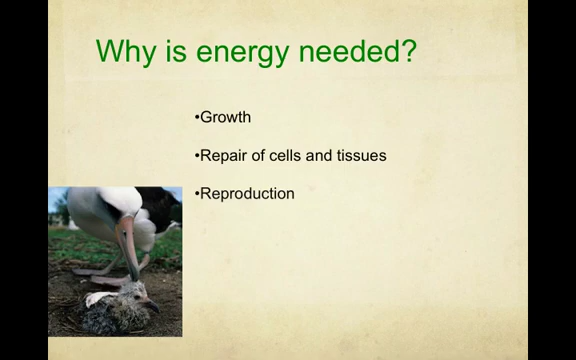 Why is energy needed?
•Growth
•Repair of cells and tissues
•Reproduction